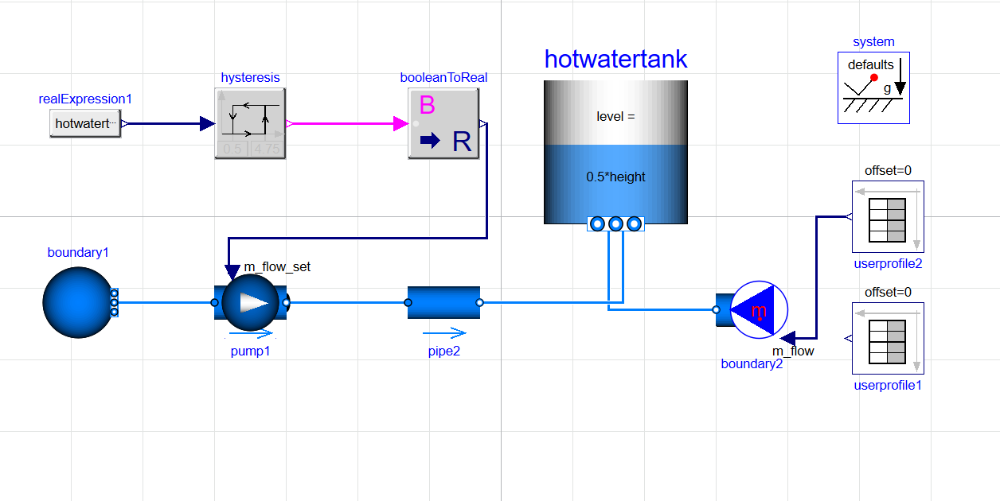 hotwatertank
system
defaults
g
hysteresis
booleanToReal
realExpression1
hotwatert...
0.5
4.75
B
R
level =
0.5*height
offset=0
userprofile2
boundary1
m_flow_set
pump1
pipe2
m
m_flow
boundary2
offset=0
userprofile1